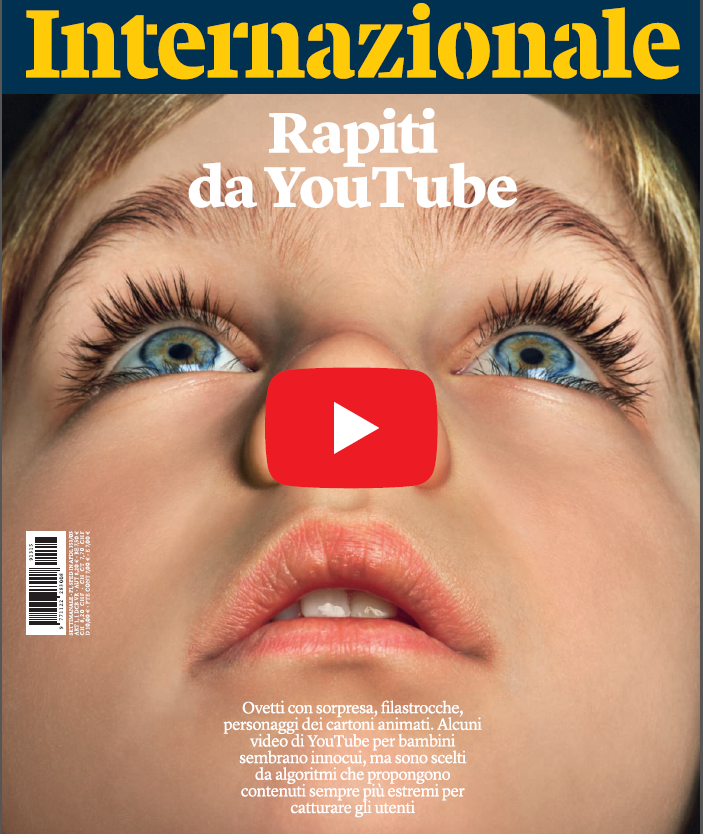 Internazionale
Rapiti
da YouTube
Ovetti con sorpresa, filastrocche,
personaggi dei cartoni animati. Alcuni
video di YouTube per bambini
sembrano innocui, ma sono scelti
da algoritmi che propongono
contenuti sempre più estremi per
catturare gli utenti